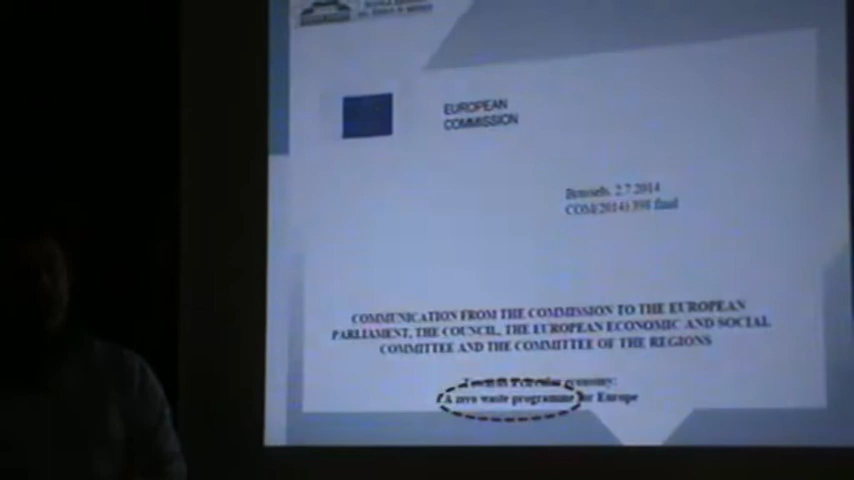 EUROPEAN
COMMISSION
Brussels, 2.7.2014
COM(2014) 398 final
COMMUNICATION FROM THE COMMISSION TO THE EUROPEAN
PARLIAMENT, THE COUNCIL, THE EUROPEAN ECONOMIC AND SOCIAL
COMMITTEE AND THE COMMITTEE OF THE REGIONS
economy:
A zero waste programme for Europe